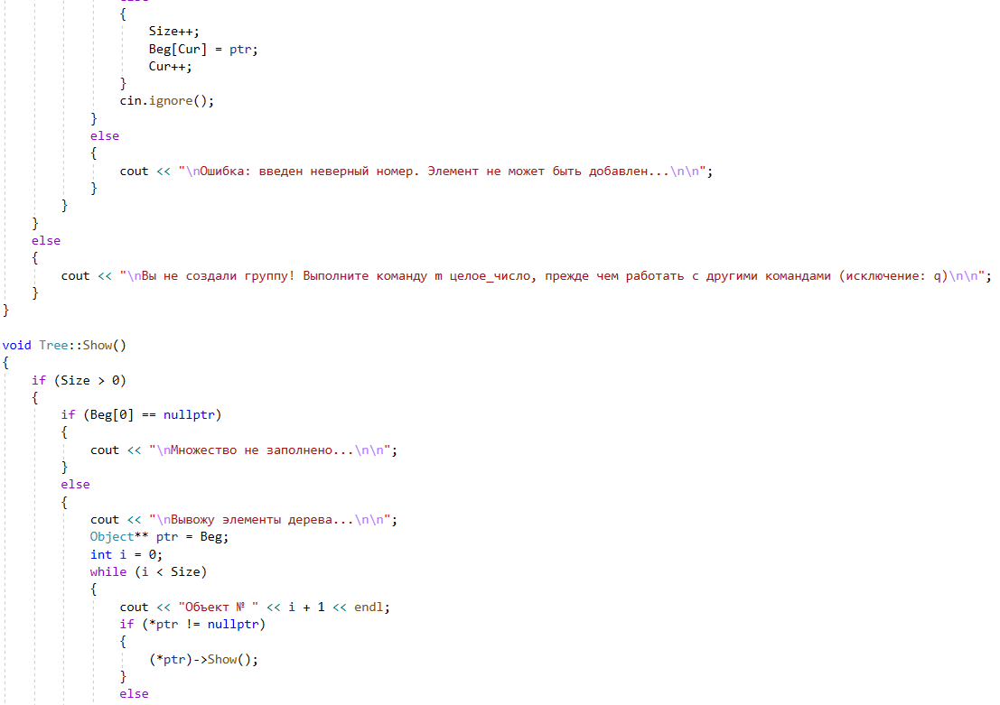 {
Size++;
Beg[Cur] = ptr;
Cur++;
}
cin.ignore();
}
else
{
cout << "\nОшибка: введен неверный номер. Элемент не может быть добавлен...\n\n";
}
}
}
else
{
cout << "\nВы не создали группу! Выполните команду m целое_число, прежде чем работать с другими командами (исключение: q)\n\n";
}
}
void Tree::Show()
{
if (Size > 0)
{
if (Beg[0] == nullptr)
{
cout << "\nМножество не заполнено...\n\n";
}
else
{
cout << "\nВывожу элементы дерева...\n\n";
Object** ptr = Beg;
int i = 0;
while (i < Size)
{
cout << "Объект № " << i + 1 << endl;
if (*ptr != nullptr)
{
(*ptr)->Show();
}
else